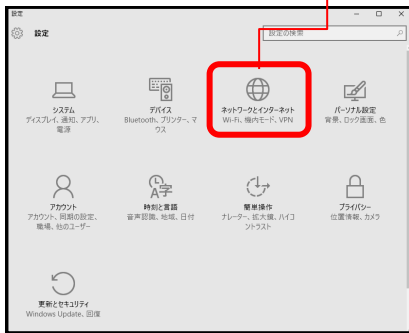 設定
設定
設定の検索
システム
ディスプレイ、通知、アプリ、
電源
デバイス
Bluetooth、プリンター、マ
ウス
ネットワークとインターネット
Wi-Fi、機内モード、VPN
パーソナル設定
背景、ロック画面、色
アカウント
アカウント、同期の設定、
職場、他のユーザー
時刻と言語
音声認識、地域、日付
簡単操作
ナレーター、拡大鏡、ハイコ
ントラスト
プライバシー
位置情報、カメラ
更新とセキュリティ
Windows Update、回復